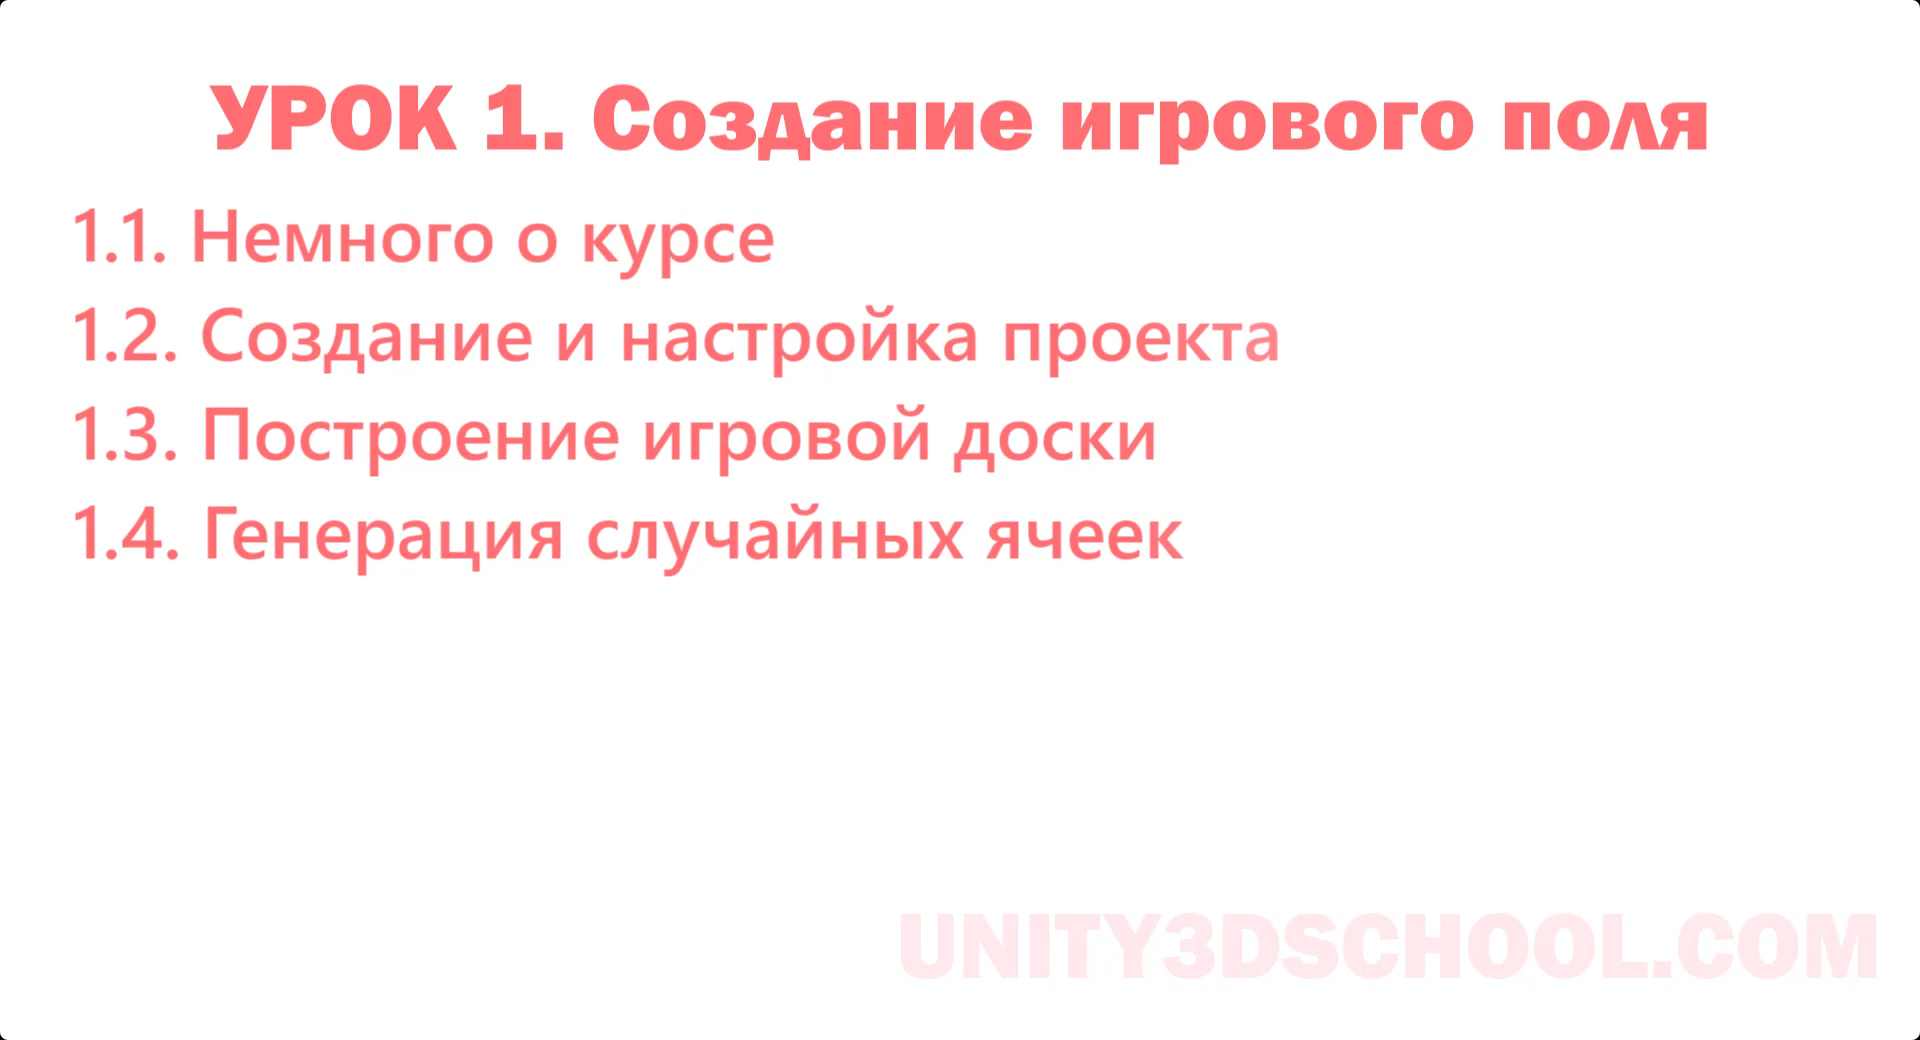 УРОК 1. Создание игрового поля
1.1. Немного о курсе
1.2. Создание и настройка проекта
1.3. Построение игровой доски
1.4. Генерация случайных ячеек
UNITY3DSCHOOL.COM